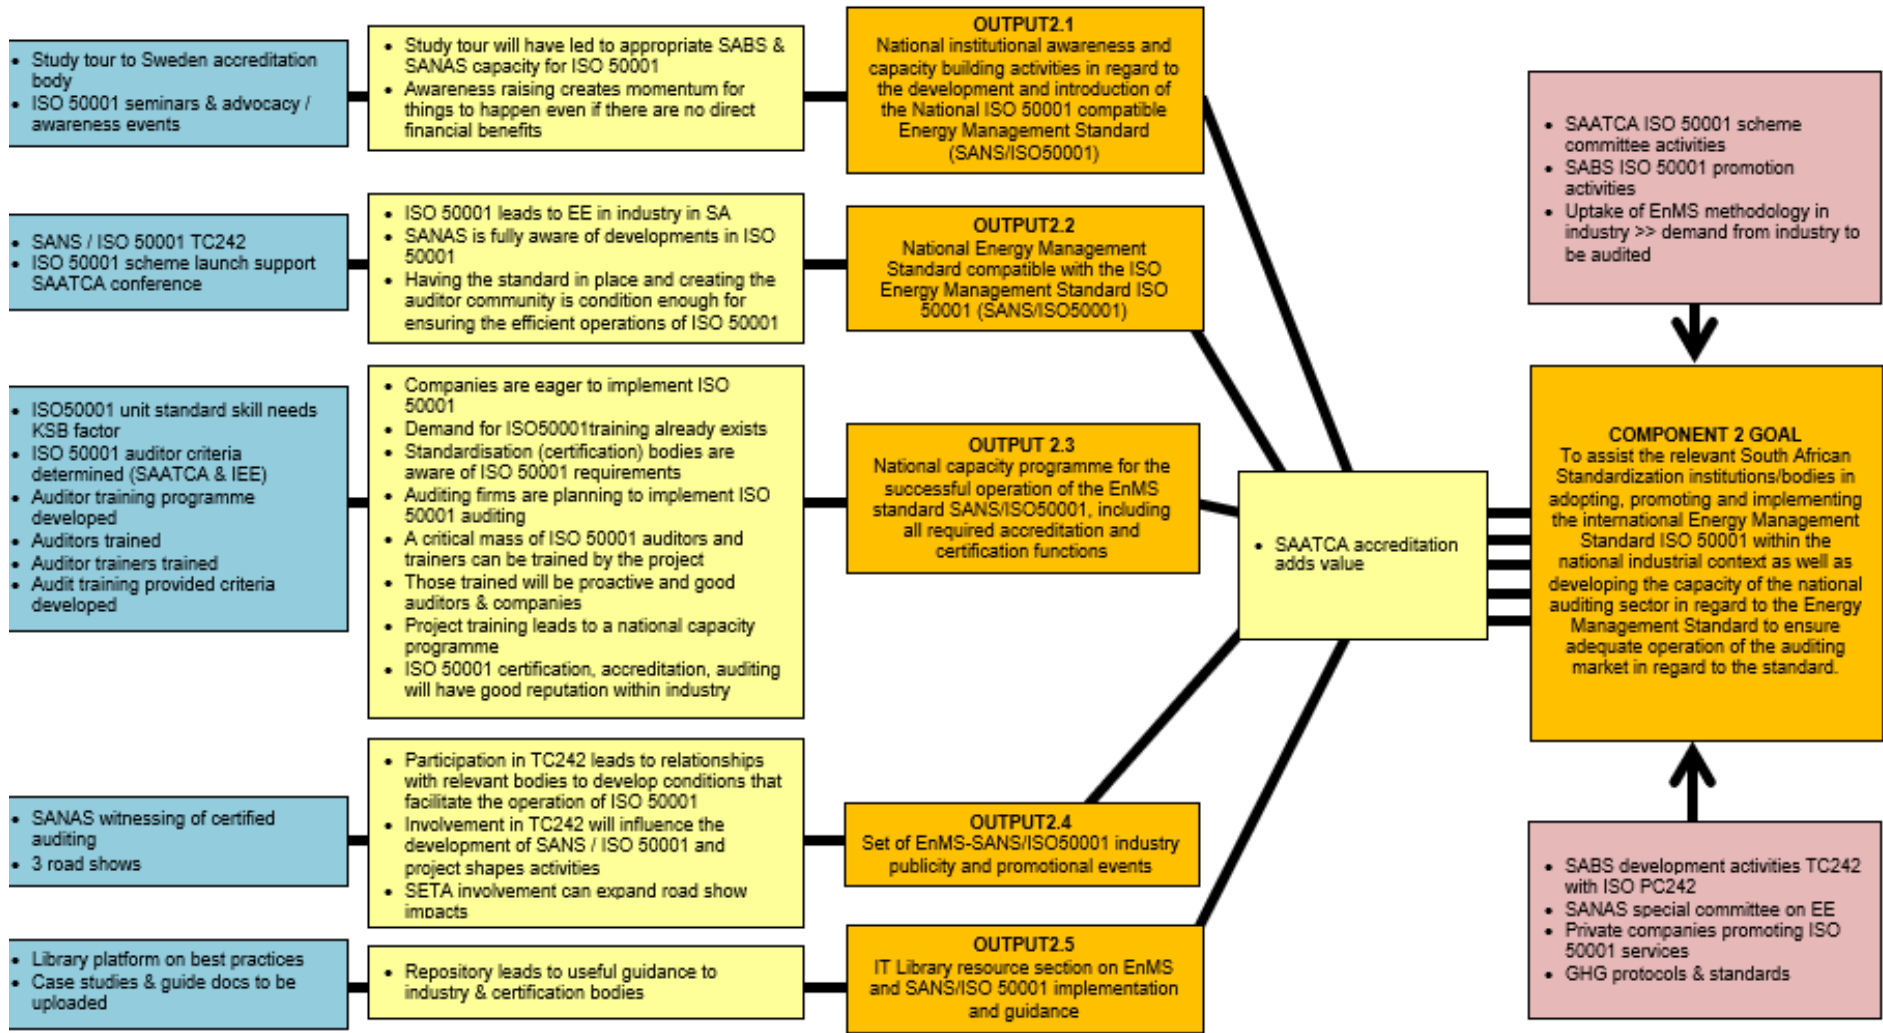 • Study tour to Sweden accreditation
body
• ISO 50001 seminars & advocacy /
awareness events
• Study tour will have led to appropriate SABS &
SANAS capacity for ISO 50001
• Awareness raising creates momentum for
things to happen even if there are no direct
financial benefits
OUTPUT2.1
National institutional awareness and
capacity building activities in regard to
the development and introduction of
the National ISO 50001 compatible
Energy Management Standard
(SANS/ISO50001)
• SANS / ISO 50001 TC242
• ISO 50001 scheme launch support
SAATCA conference
• ISO 50001 leads to EE in industry in SA
• SANAS is fully aware of developments in ISO
50001
• Having the standard in place and creating the
auditor community is condition enough for
ensuring the efficient operations of ISO 50001
OUTPUT2.2
National Energy Management
Standard compatible with the ISO
Energy Management Standard ISO
50001 (SANS/ISO50001)
• ISO50001 unit standard skill needs
KSB factor
• ISO 50001 auditor criteria
determined (SAATCA & IEE)
• Auditor training programme
developed
• Auditors trained
• Auditor trainers trained
• Audit training provided criteria
developed
• Companies are eager to implement ISO
50001
• Demand for ISO50001training already exists
• Standardisation (certification) bodies are
aware of ISO 50001 requirements
• Auditing firms are planning to implement ISO
50001 auditing
• A critical mass of ISO 50001 auditors and
trainers can be trained by the project
• Those trained will be proactive and good
auditors & companies
• Project training leads to a national capacity
programme
• ISO 50001 certification, accreditation, auditing
will have good reputation within industry
OUTPUT 2.3
National capacity programme for the
successful operation of the EnMS
standard SANS/ISO50001, including
all required accreditation and
certification functions
• SANAS witnessing of certified
auditing
• 3 road shows
• Participation in TC242 leads to relationships
with relevant bodies to develop conditions that
facilitate the operation of ISO 50001
• Involvement in TC242 will influence the
development of SANS / ISO 50001 and
project shapes activities
• SETA involvement can expand road show
impacts
OUTPUT2.4
Set of EnMS-SANS/ISO50001 industry
publicity and promotional events
• Library platform on best practices
• Case studies & guide docs to be
uploaded
• Repository leads to useful guidance to
industry & certification bodies
OUTPUT2.5
IT Library resource section on EnMS
and SANS/ISO 50001 implementation
and guidance
• SAATCA accreditation
adds value
• SAATCA ISO 50001 scheme
committee activities
• SABS ISO 50001 promotion
activities
• Uptake of EnMS methodology in
industry >> demand from industry to
be audited
COMPONENT 2 GOAL
To assist the relevant South African
Standardization institutions/bodies in
adopting, promoting and implementing
the international Energy Management
Standard ISO 50001 within the
national industrial context as well as
developing the capacity of the national
auditing sector in regard to the Energy
Management Standard to ensure
adequate operation of the auditing
market in regard to the standard.
• SABS development activities TC242
with ISO PC242
• SANAS special committee on EE
• Private companies promoting ISO
50001 services
• GHG protocols & standards